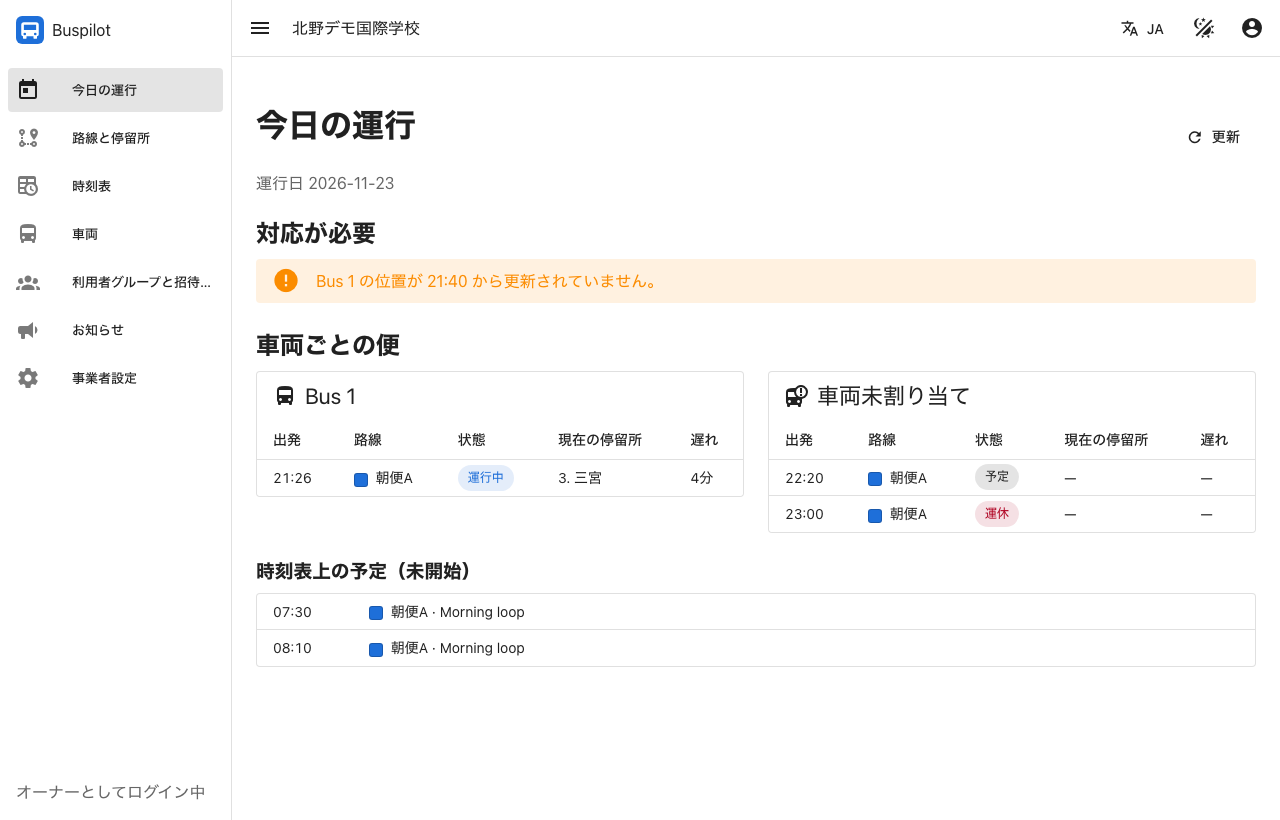 Buspilot
北野デモ国際学校
JA
今日の運行
路線と停留所
時刻表
車両
利用者グループと招待...
お知らせ
事業者設定
オーナーとしてログイン中
今日の運行
更新
運行日 2026-11-23
対応が必要
Bus 1 の位置が 21:40 から更新されていません。
車両ごとの便
Bus 1
出発 路線 状態 現在の停留所 遅れ
21:26 朝便A 運行中 3. 三宮 4分
車両未割り当て
出発 路線 状態 現在の停留所 遅れ
22:20 朝便A 予定 — —
23:00 朝便A 運休 — —
時刻表上の予定（未開始）
07:30 朝便A · Morning loop
08:10 朝便A · Morning loop